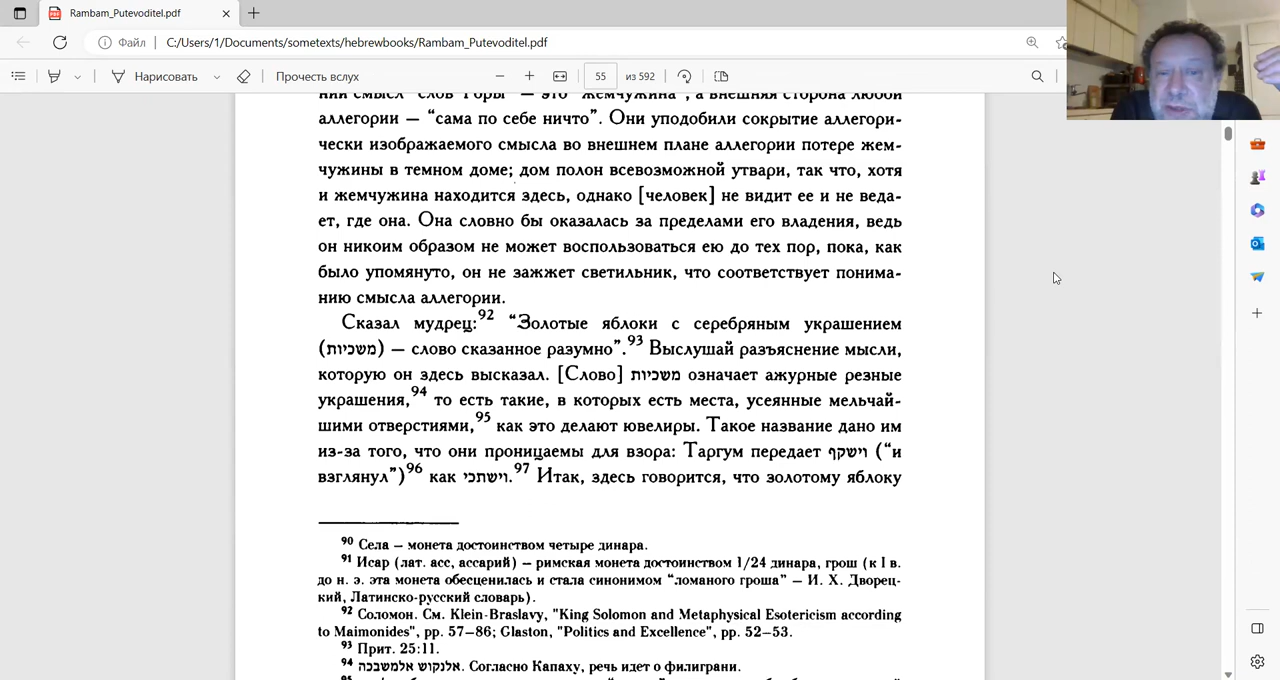 Rambam_Putevoditel.pdf
Файл
C:/Users/1/Documents/sometexts/hebrewbooks/Rambam_Putevoditel.pdf
Нарисовать
Прочесть вслух
55
из 592
ний смысл "слов Торы" — это "жемчужина", а внешняя сторона любой
аллегории — “сама по себе ничто”. Они уподобили сокрытие аллегори-
чески изображаемого смысла во внешнем плане аллегории потере жем-
чужины в темном доме; дом полон всевозможной утвари, так что, хотя
и жемчужина находится здесь, однако [человек] не видит ее и не веда-
ет, где она. Она словно бы оказалась за пределами его владения, ведь
он никоим образом не может воспользоваться ею до тех пор, пока, как
было упомянуто, он не зажжет светильник, что соответствует понима-
нию смысла аллегории.
Сказал мудрец:92 “Золотые яблоки с серебряным украшением
(משכיות) — слово сказанное разумно”.93 Выслушай разъяснение мысли,
которую он здесь высказал. [Слово] משכיות означает ажурные резные
украшения,94 то есть такие, в которых есть места, усеянные мельчай-
шими отверстиями,95 как это делают ювелиры. Такое название дано им
из-за того, что они проницаемы для взора: Таргум передает וישקף (“и
взглянул”)96 как וישתכי.97 Итак, здесь говорится, что золотому яблоку
90 Села — монета достоинством четыре динара.
91 Исар (лат. асс, ассарий) — римская монета достоинством 1/24 динара, грош (к I в.
до н. э. эта монета обесценилась и стала синонимом “ломаного гроша” — И. Х. Дворец-
кий, Латинско-русский словарь).
92 Соломон. См. Klein-Braslavy, "King Solomon and Metaphysical Esotericism according
to Maimonides", pp. 57–86; Glaston, "Politics and Excellence", pp. 52–53.
93 Прит. 25:11.
94 אלנקוש אלמשבכה. Согласно Капаху, речь идет о филиграни.